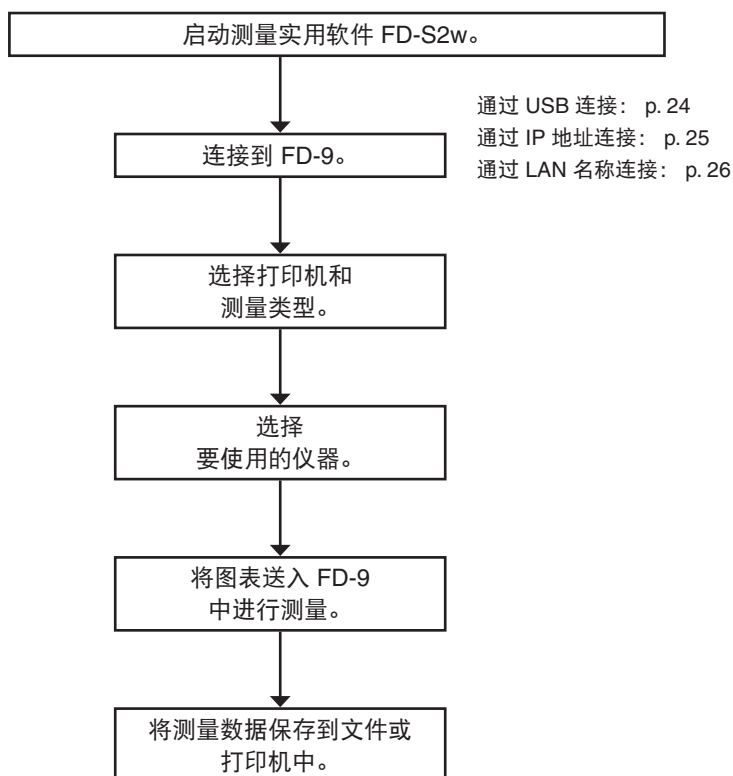 启动测量实用软件 FD-S2w。
通过 USB 连接： p. 24
通过 IP 地址连接： p. 25
通过 LAN 名称连接： p. 26
连接到 FD-9。
选择打印机和
测量类型。
选择
要使用的仪器。
将图表送入 FD-9
中进行测量。
将测量数据保存到文件或
打印机中。